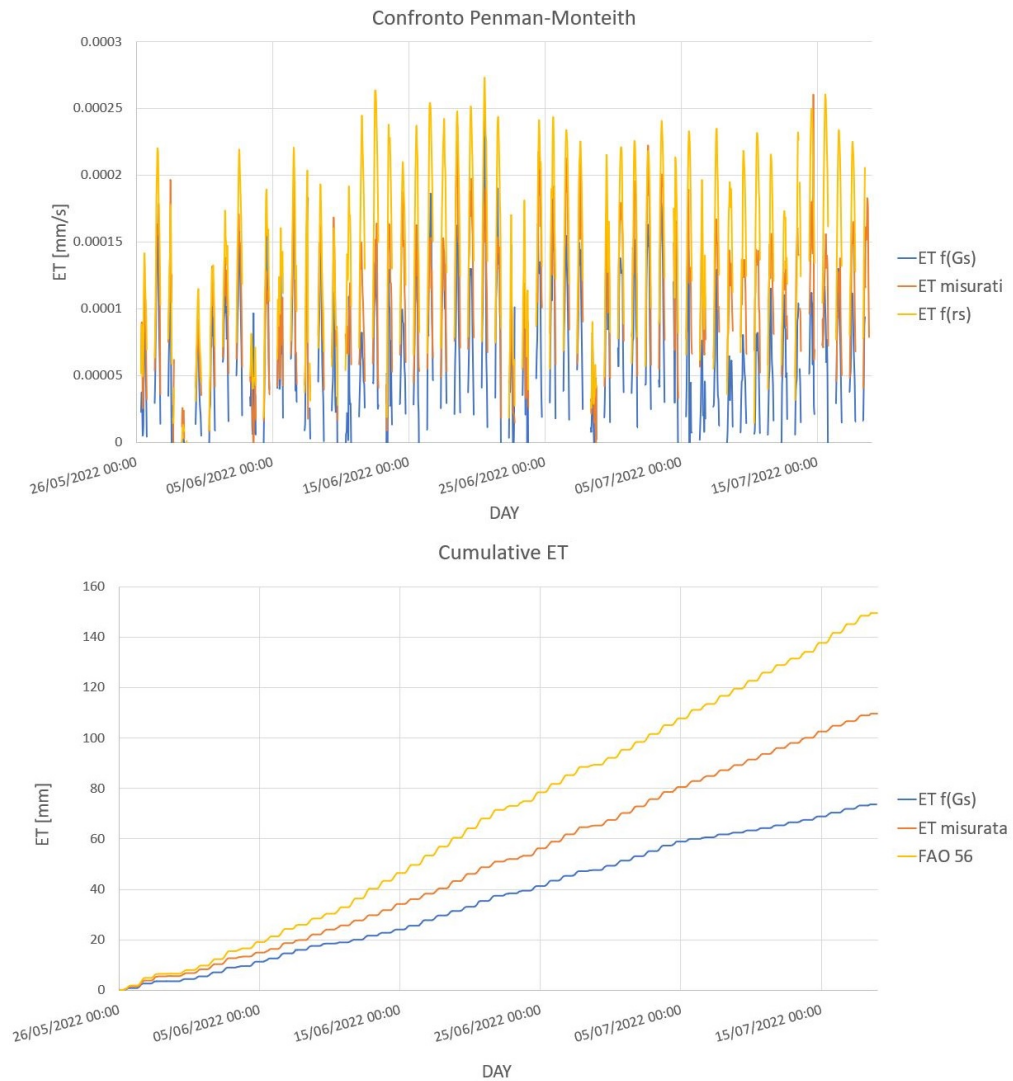 Confronto Penman-Monteith
0.0003
0.00025
0.0002
0.00015
0.0001
0.00005
0
ET [mm/s]
26/05/2022 00:00
05/06/2022 00:00
15/06/2022 00:00
25/06/2022 00:00
05/07/2022 00:00
15/07/2022 00:00
DAY
ET f(Gs)
ET misurati
ET f(rs)
Cumulative ET
160
140
120
100
80
60
40
20
0
ET [mm]
26/05/2022 00:00
05/06/2022 00:00
15/06/2022 00:00
25/06/2022 00:00
05/07/2022 00:00
15/07/2022 00:00
DAY
ET f(Gs)
ET misurata
FAO 56